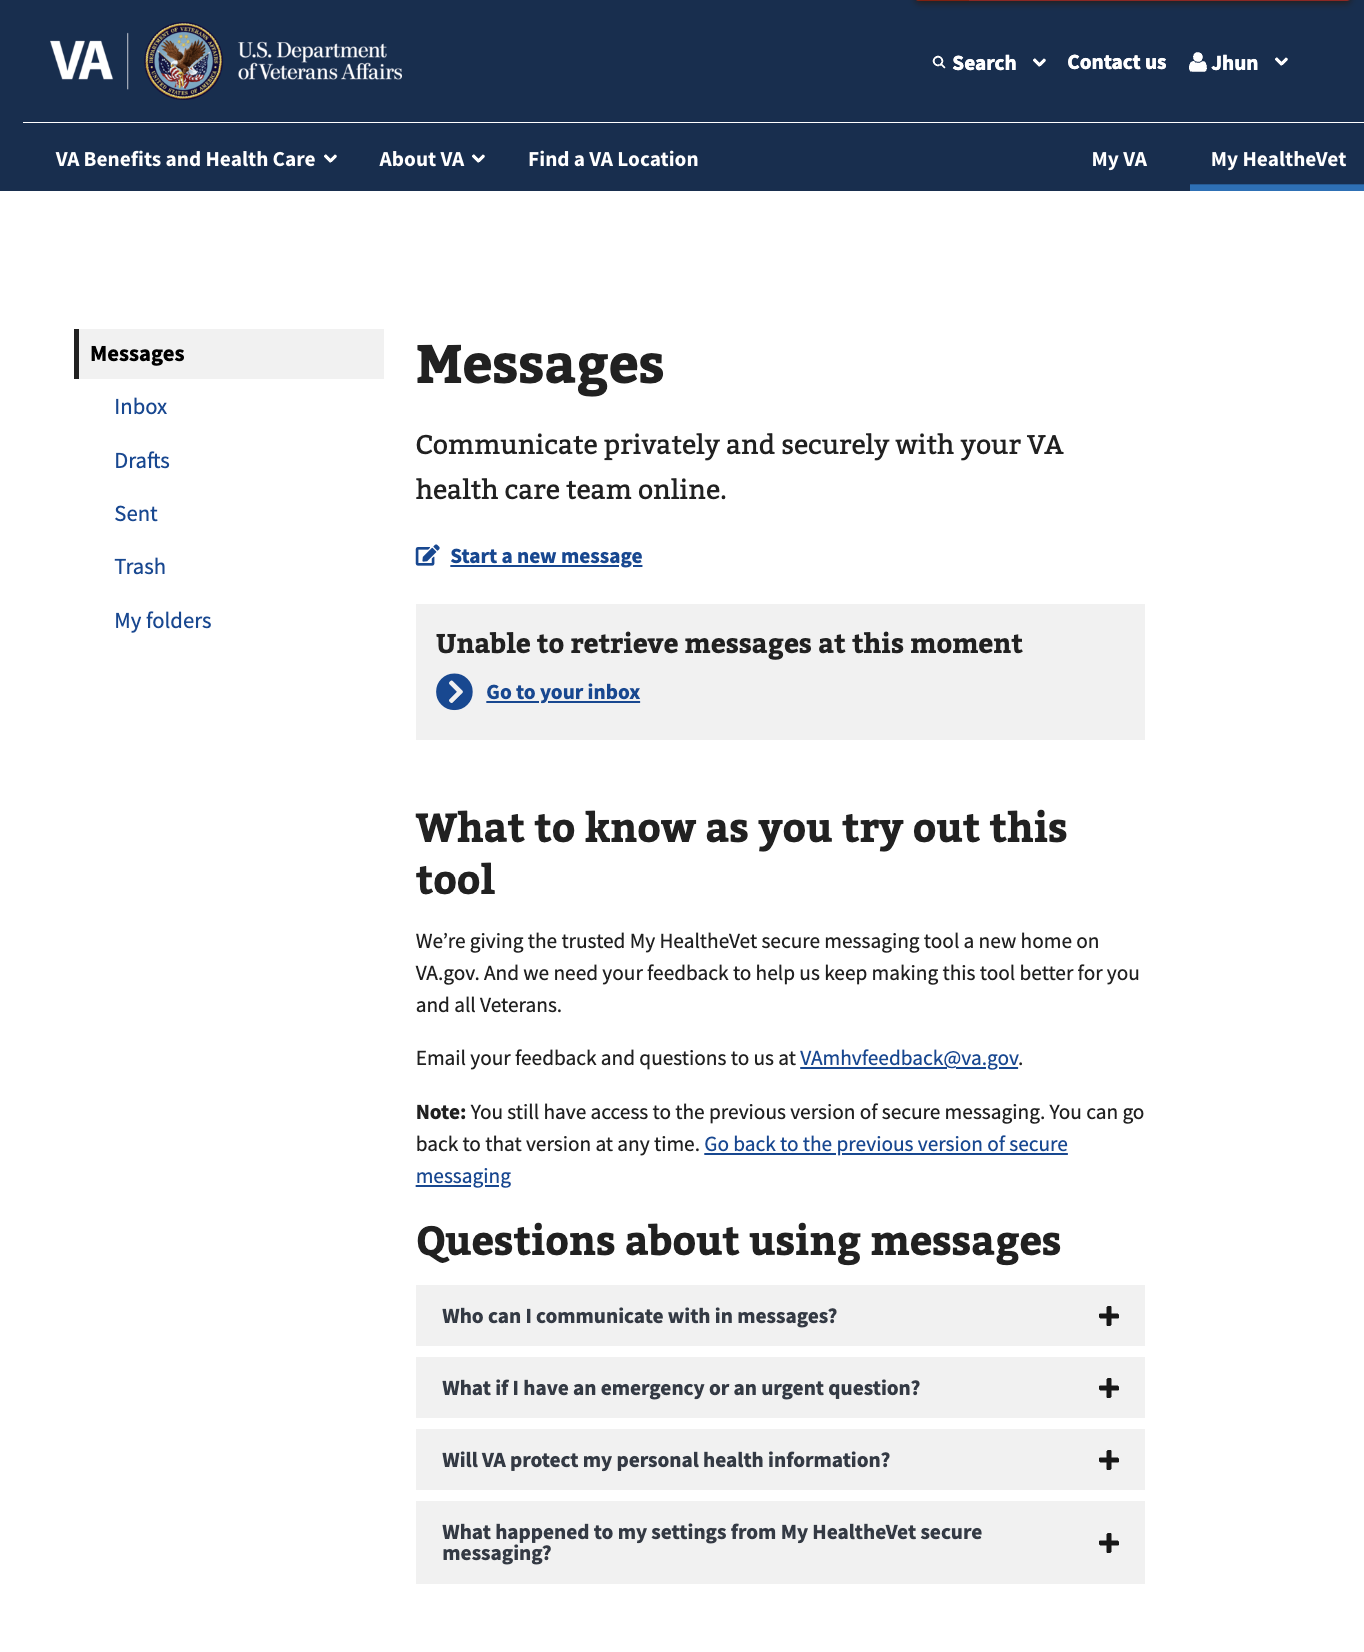 VA
U.S. Department
of Veterans Affairs
Search
Contact us
Jhun
VA Benefits and Health Care
About VA
Find a VA Location
My VA
My HealtheVet
Messages
Inbox
Drafts
Sent
Trash
My folders
Messages
Communicate privately and securely with your VA
health care team online.
Start a new message
Unable to retrieve messages at this moment
Go to your inbox
What to know as you try out this
tool
We’re giving the trusted My HealtheVet secure messaging tool a new home on
VA.gov. And we need your feedback to help us keep making this tool better for you
and all Veterans.
Email your feedback and questions to us at VAmhvfeedback@va.gov.
Note: You still have access to the previous version of secure messaging. You can go
back to that version at any time. Go back to the previous version of secure
messaging
Questions about using messages
Who can I communicate with in messages?
What if I have an emergency or an urgent question?
Will VA protect my personal health information?
What happened to my settings from My HealtheVet secure
messaging?